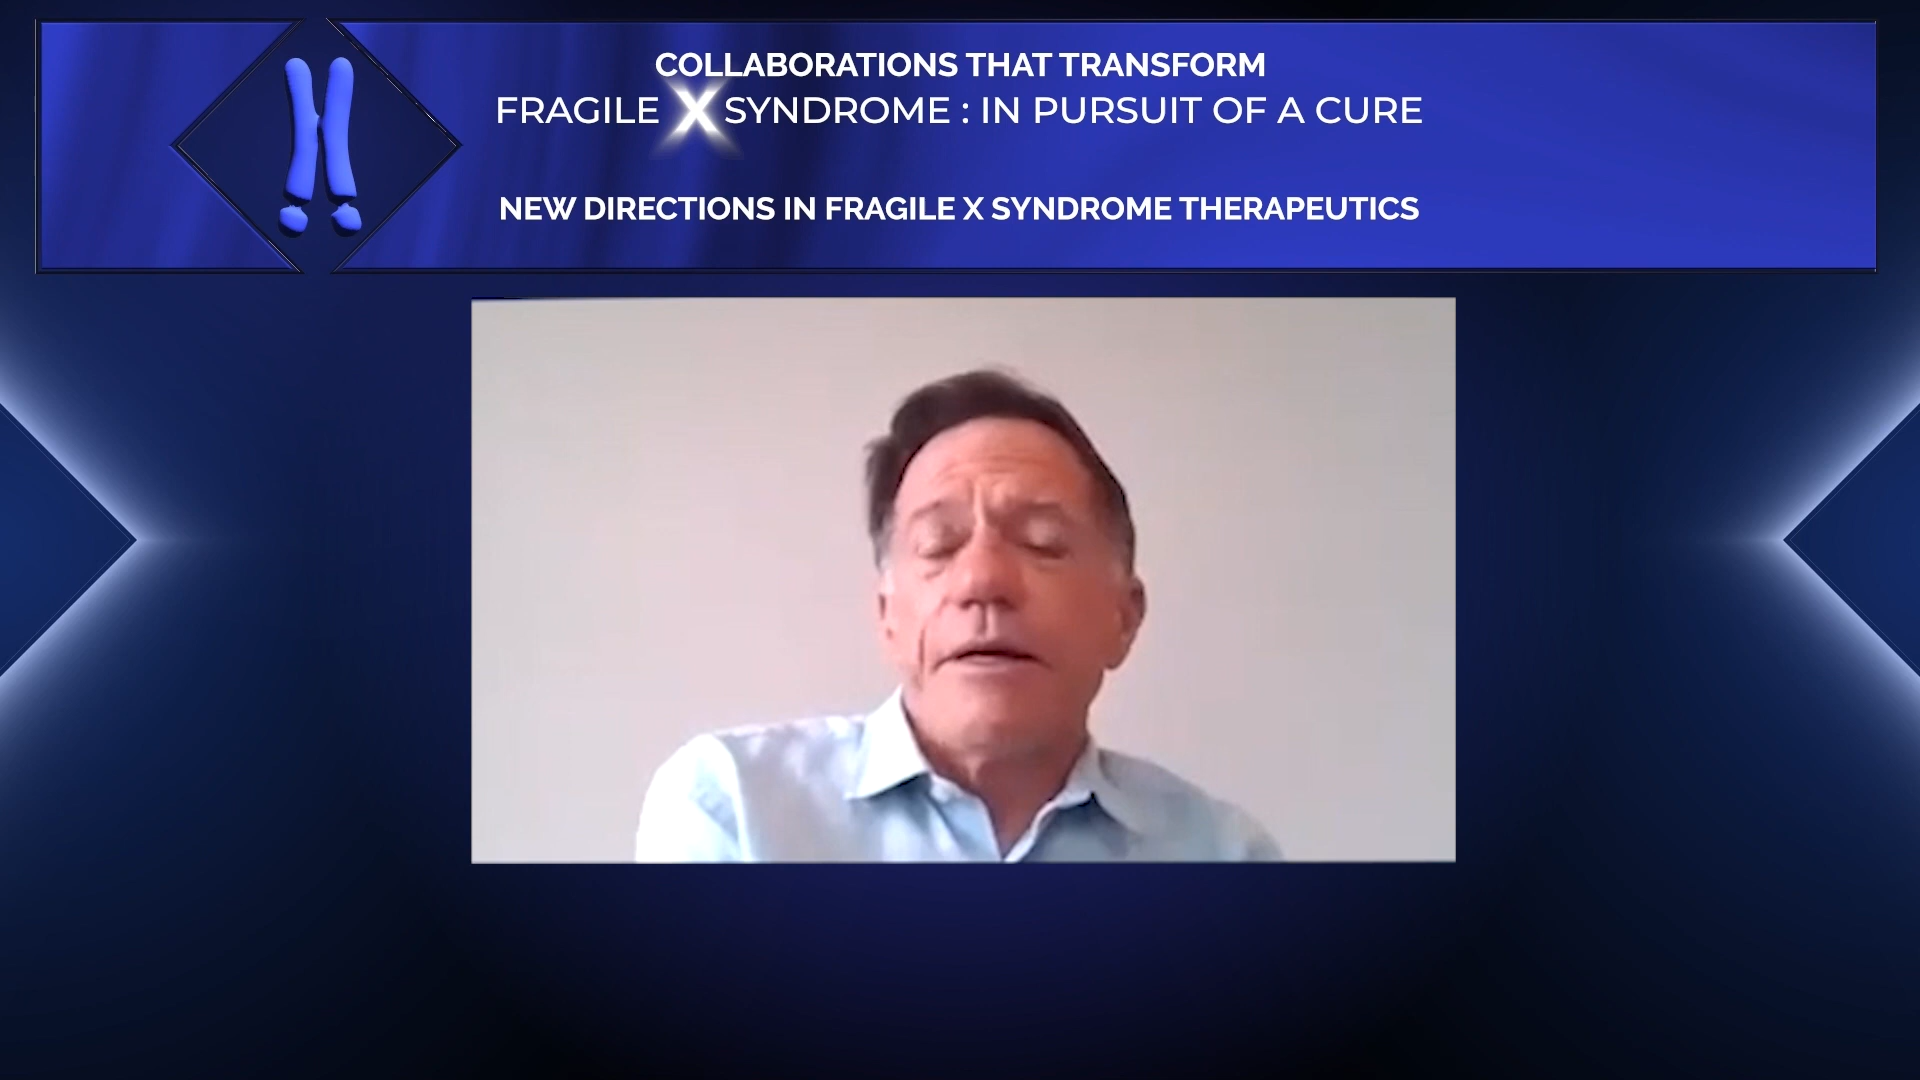 COLLABORATIONS THAT TRANSFORM
FRAGILE X SYNDROME : IN PURSUIT OF A CURE
NEW DIRECTIONS IN FRAGILE X SYNDROME THERAPEUTICS